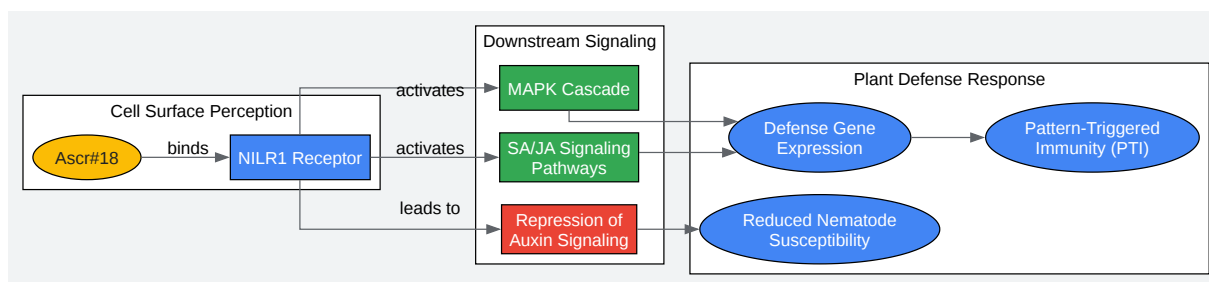 Cell Surface Perception
Ascr#18
binds
NILR1 Receptor
activates
activates
leads to
Downstream Signaling
MAPK Cascade
SA/JA Signaling
Pathways
Repression of
Auxin Signaling
Plant Defense Response
Defense Gene
Expression
Pattern-Triggered
Immunity (PTI)
Reduced Nematode
Susceptibility